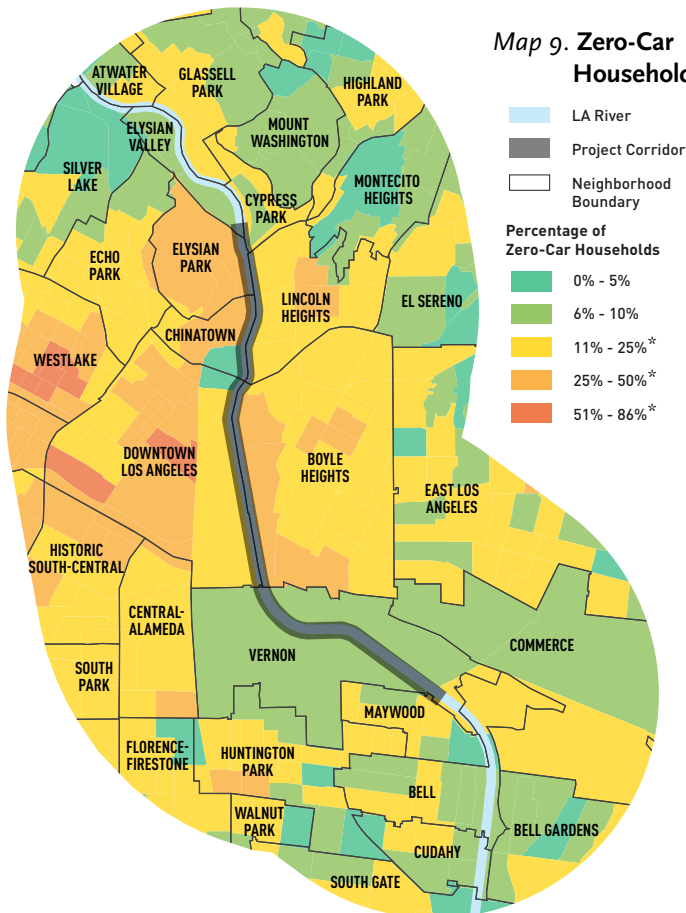 Map 9. Zero-Car
Househol
LA River
Project Corridor
Neighborhood
Boundary
Percentage of
Zero-Car Households
0% - 5%
6% - 10%
11% - 25%*
25% - 50%*
51% - 86%*
ATWATER
VILLAGE
GLASSELL
PARK
HIGHLAND
PARK
ELYSIAN
VALLEY
MOUNT
WASHINGTON
SILVER
LAKE
MONTECITO
HEIGHTS
CYPRESS
PARK
ECHO
PARK
ELYSIAN
PARK
LINCOLN
HEIGHTS
EL SERENO
CHINATOWN
WESTLAKE
DOWNTOWN
LOS ANGELES
BOYLE
HEIGHTS
EAST LOS
ANGELES
HISTORIC
SOUTH-CENTRAL
CENTRAL-
ALAMEDA
VERNON
COMMERCE
SOUTH
PARK
MAYWOOD
FLORENCE-
FIRESTONE
HUNTINGTON
PARK
BELL
WALNUT
PARK
BELL GARDENS
CUDAHY
SOUTH GATE